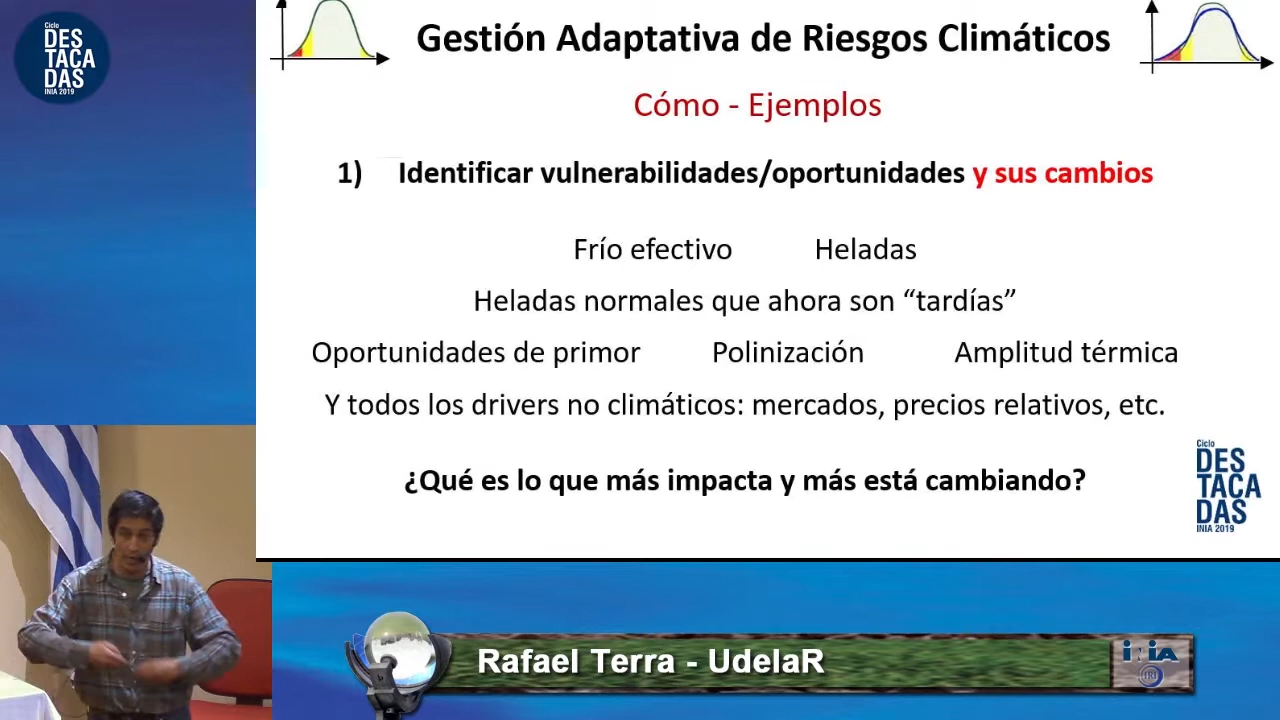 Ciclo
DES
TACA
DAS
INIA 2019
Gestión Adaptativa de Riesgos Climáticos
Cómo - Ejemplos
1) Identificar vulnerabilidades/oportunidades y sus cambios
Frío efectivo Heladas
Heladas normales que ahora son “tardías”
Oportunidades de primor Polinización Amplitud térmica
Y todos los drivers no climáticos: mercados, precios relativos, etc.
¿Qué es lo que más impacta y más está cambiando?
Ciclo
DES
TACA
DAS
INIA 2019
Rafael Terra - UdelaR
iNiA
IRI